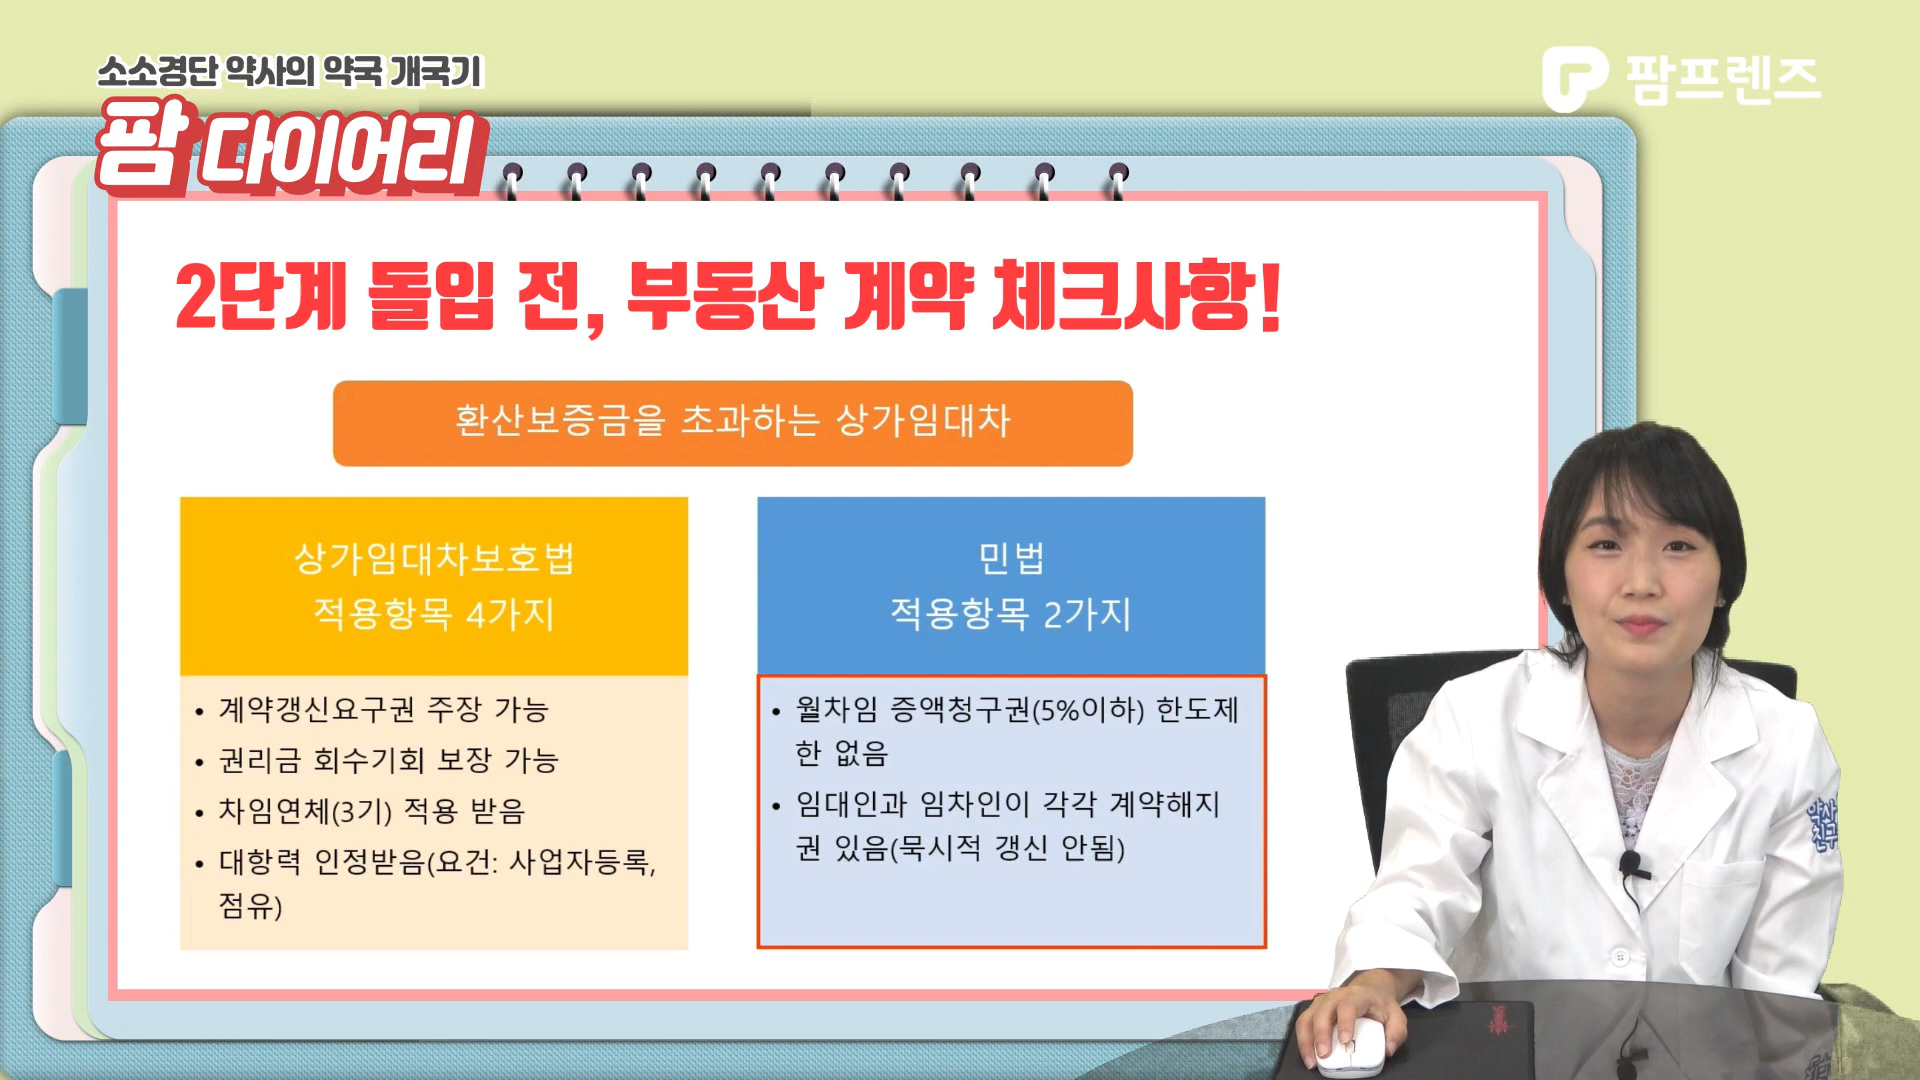 소소경단 약사의 약국 개국기
팜 다이어리
팜프렌즈
2단계 돌입 전, 부동산 계약 체크사항!
환산보증금을 초과하는 상가임대차
상가임대차보호법
적용항목 4가지
• 계약갱신요구권 주장 가능
• 권리금 회수기회 보장 가능
• 차임연체(3기) 적용 받음
• 대항력 인정받음(요건: 사업자등록,
점유)
민법
적용항목 2가지
• 월차임 증액청구권(5%이하) 한도제
한 없음
• 임대인과 임차인이 각각 계약해지
권 있음(묵시적 갱신 안됨)
약사
친구